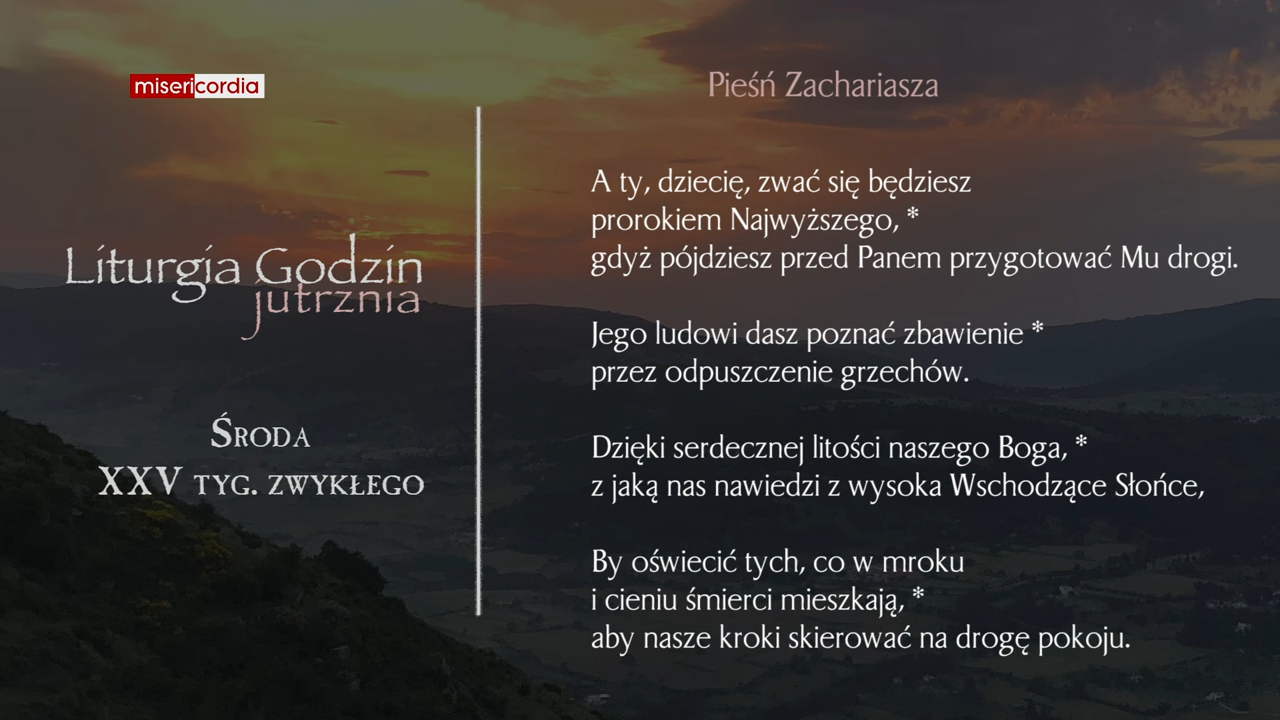 misericordia
Liturgia Godzin
jutrznia
Środa
XXV tyg. zwykłego
Pieśń Zachariasza
A ty, dziecię, zwać się będziesz
prorokiem Najwyższego, *
gdyż pójdziesz przed Panem przygotować Mu drogi.
Jego ludowi dasz poznać zbawienie *
przez odpuszczenie grzechów.
Dzięki serdecznej litości naszego Boga, *
z jaką nas nawiedzi z wysoka Wschodzące Słońce,
By oświecić tych, co w mroku
i cieniu śmierci mieszkają, *
aby nasze kroki skierować na drogę pokoju.